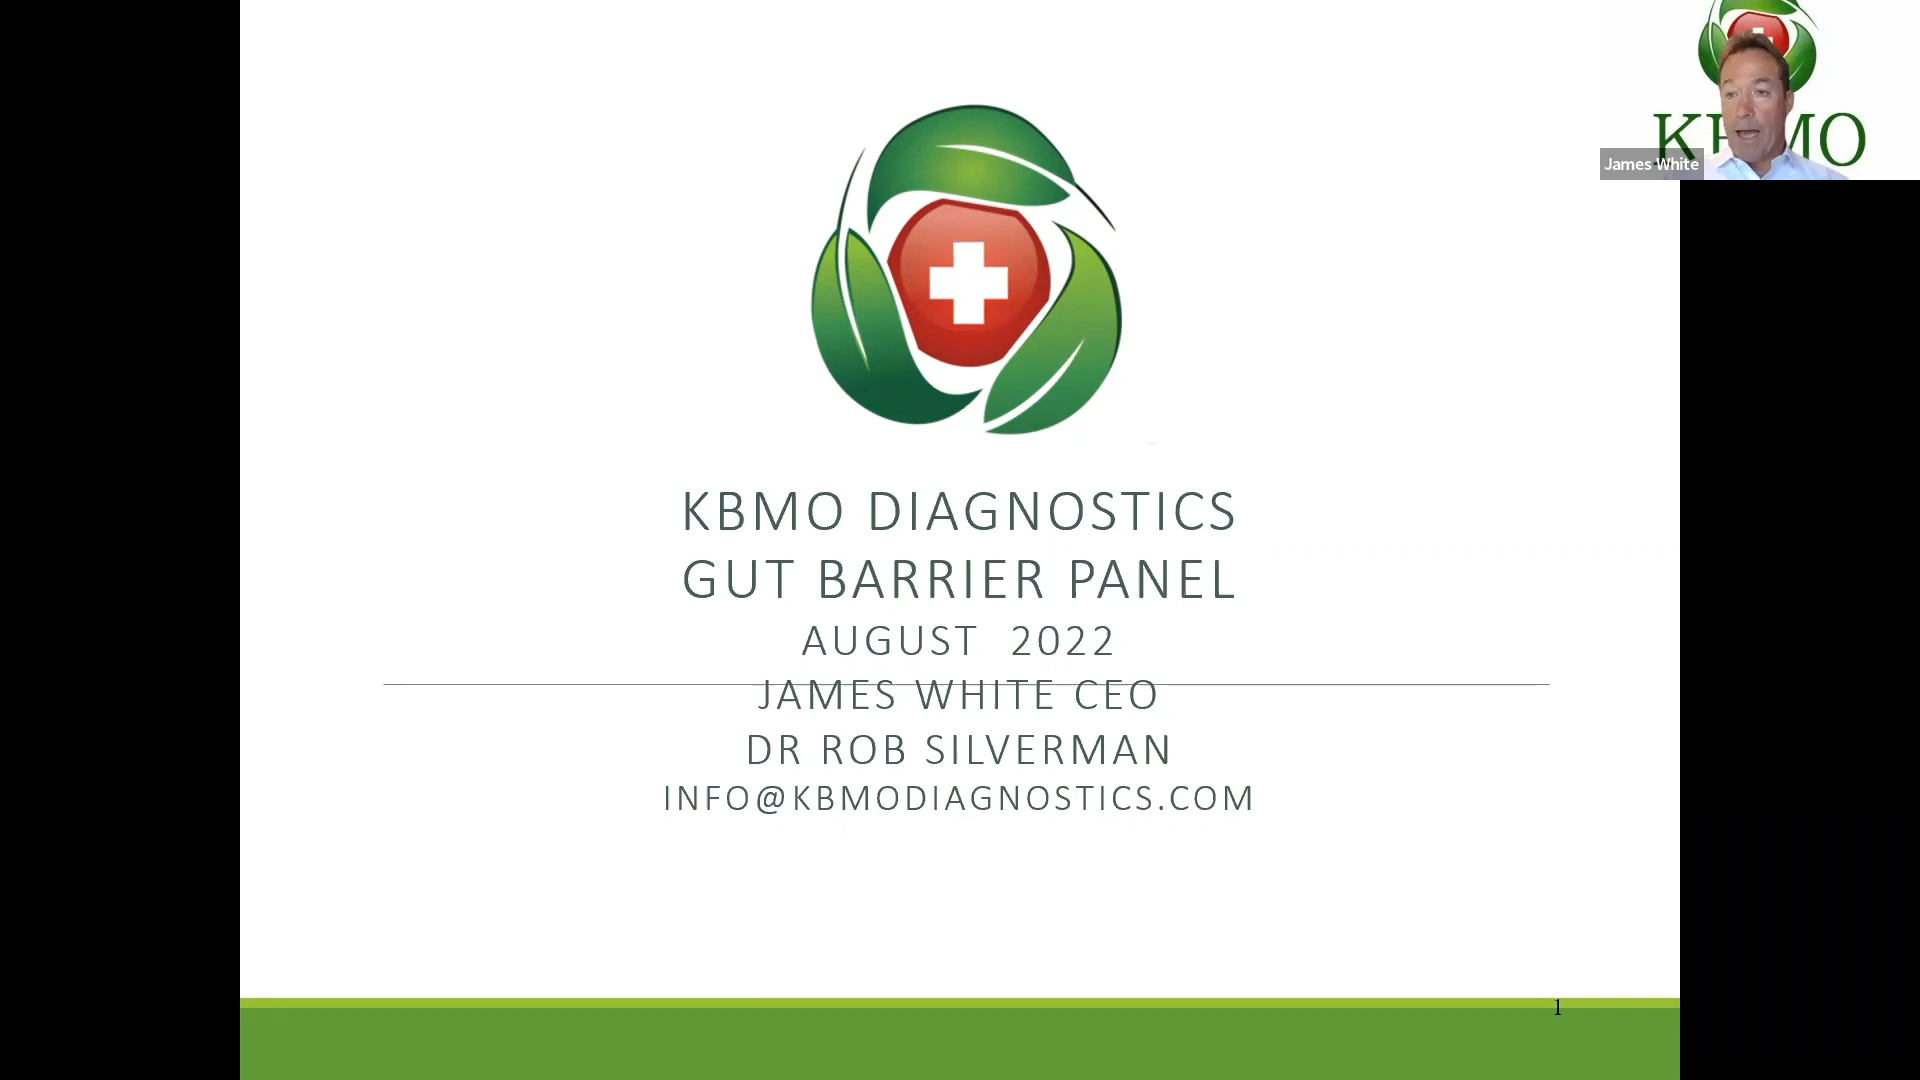 KBMO
James White
KBMO DIAGNOSTICS
GUT BARRIER PANEL
AUGUST 2022
JAMES WHITE CEO
DR ROB SILVERMAN
INFO@KBMODIAGNOSTICS.COM
1